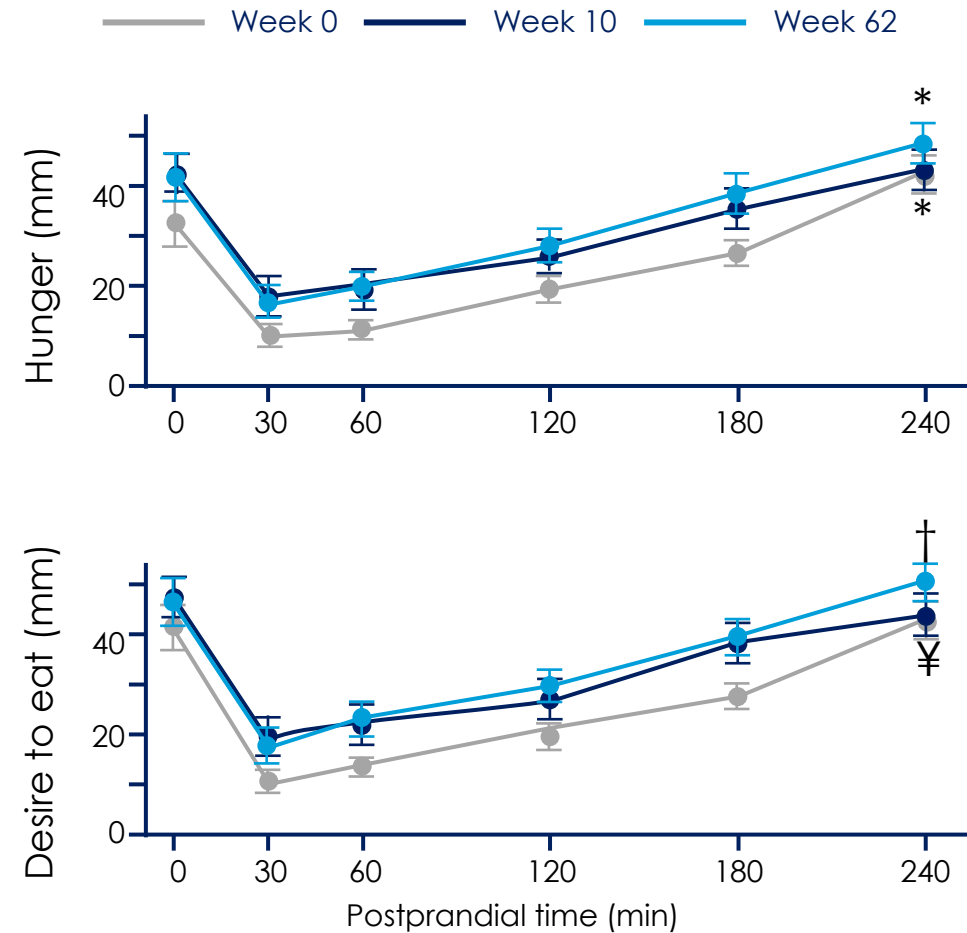 Week 0 Week 10 Week 62
*
Hunger (mm)
40
*
20
0
0 30 60 120 180 240
†
Desire to eat (mm)
40
¥
20
0
0 30 60 120 180 240
Postprandial time (min)